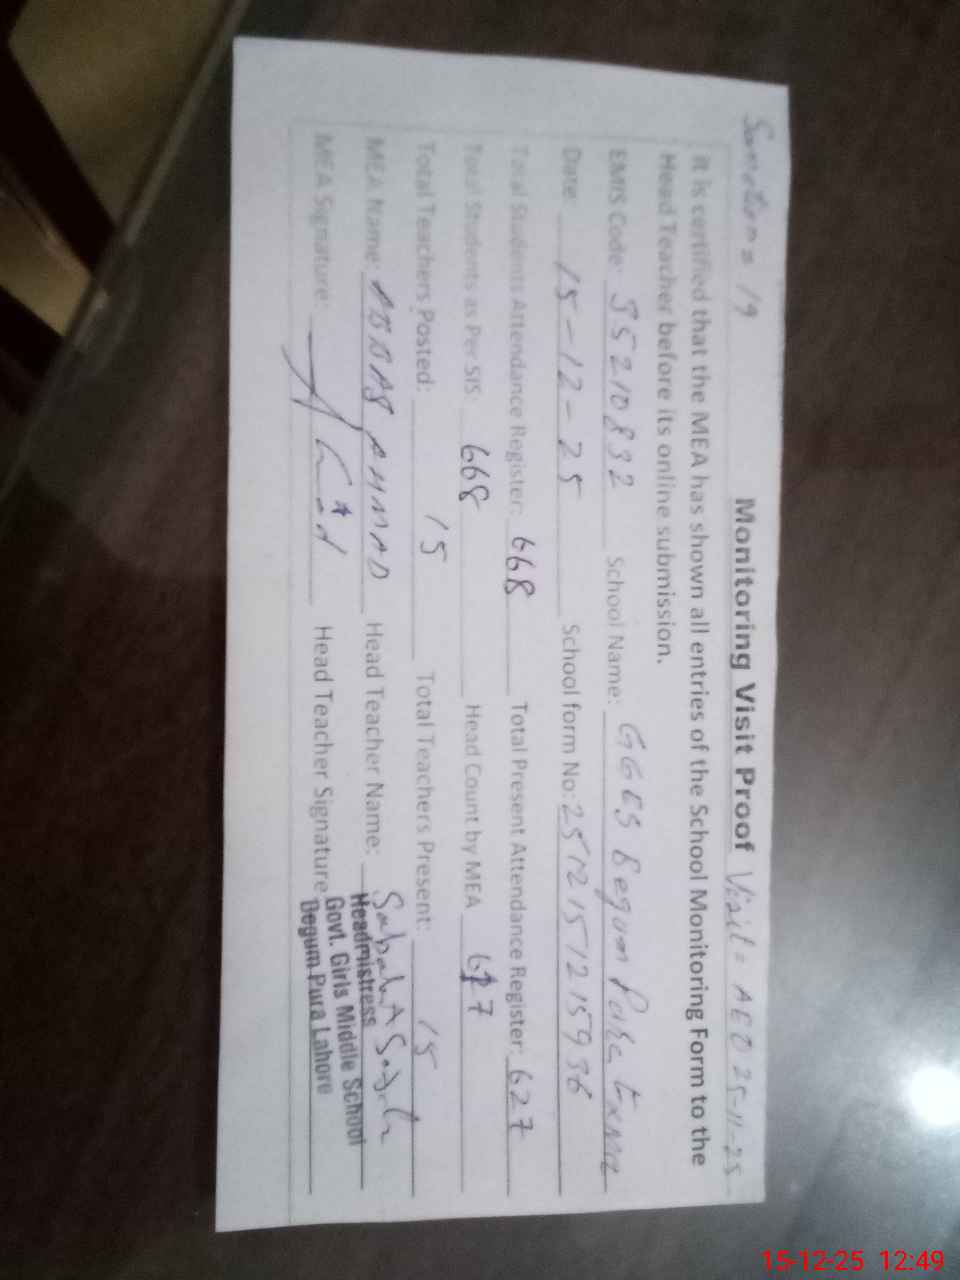 Sanction = 19
Monitoring Visit Proof Visit = AEO 25-11-25
It is certified that the MEA has shown all entries of the School Monitoring Form to the
Head Teacher before its online submission.
EMIS Code: 35210832 School Name: GGES Begum Pura
Date: 15-12-25 School form No: 2512151215936
Total Students Attendance Register: 668 Total Present Attendance Register: 627
Total Students as Per SIS: 668 Head Count by MEA 627
Total Teachers Posted: 15 Total Teachers Present: 15
MEA Name: ABBAS AHMAD Head Teacher Name:
MEA Signature: Head Teacher Signature
Headmistress
Govt. Girls Middle School
Begum Pura Lahore
15-12-25 12:49